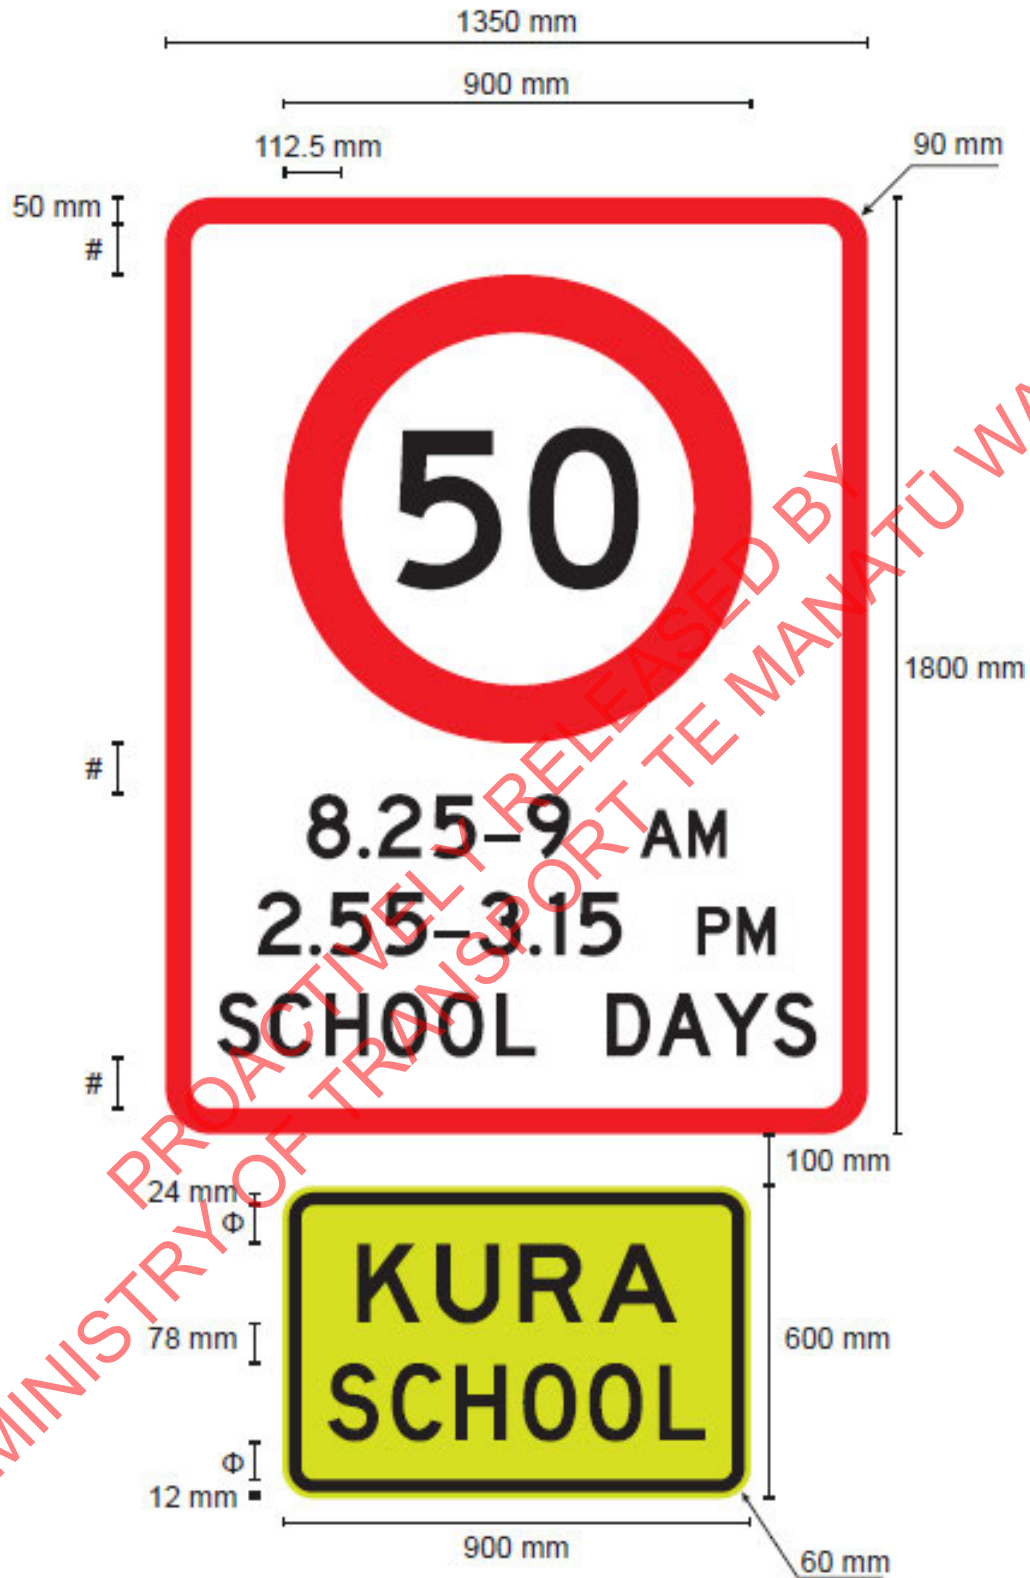 1350 mm
900 mm
112.5 mm
90 mm
50 mm
#
50
1800 mm
#
8.25–9 AM
2.55–3.15 PM
SCHOOL DAYS
#
100 mm
24 mm
Φ
KURA
78 mm
600 mm
SCHOOL
Φ
12 mm
900 mm
60 mm
PROACTIVELY RELEASED BY
MINISTRY OF TRANSPORT TE MANATŪ WA